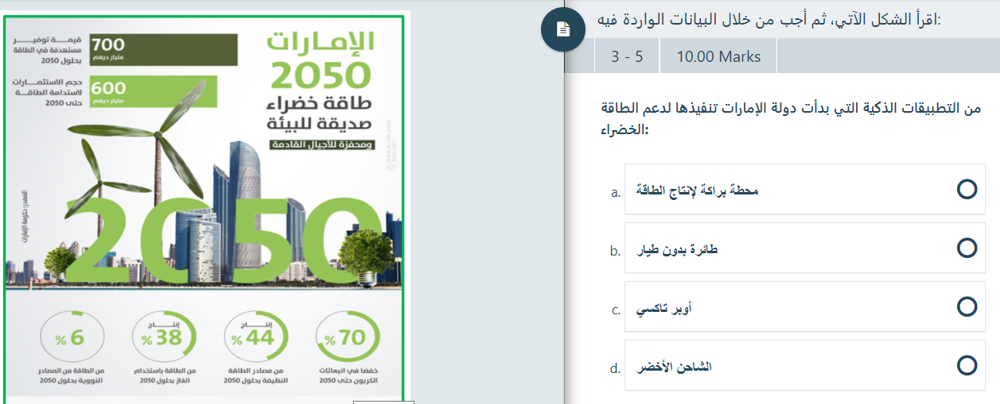 اقرأ الشكل الآتي، ثم أجب من خلال البيانات الواردة فيه:
3 - 5
10.00 Marks
من التطبيقات الذكية التي بدأت دولة الإمارات تنفيذها لدعم الطاقة
الخضراء:
a. محطة براكة لإنتاج الطاقة
b. طائرة بدون طيار
c. أوبر تاكسي
d. الشاحن الأخضر
الإمارات
2050
طاقة خضراء
صديقة للبيئة
ومحفزة للأجيال القادمة
700
مليار درهم
قيمة توفير
مستهدفة في الطاقة
بحلول 2050
600
مليار درهم
حجم الاستثمارات
لاستدامة الطاقة
حتى 2050
المصدر: حكومة الإمارات
2050
% 70
خفضا في انبعاثات
الكربون حتى 2050
إنتاج
% 44
من مصادر الطاقة
النظيفة بحلول 2050
إنتاج
% 38
من الطاقة باستخدام
الغاز بحلول 2050
% 6
من الطاقة من المصادر
النووية بحلول 2050